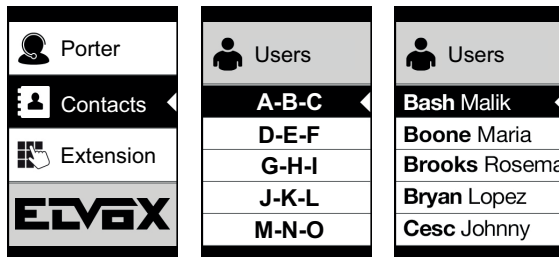 Porter
Contacts
Extension
ELVOX
Users
A-B-C
D-E-F
G-H-I
J-K-L
M-N-O
Users
Bash Malik
Boone Maria
Brooks Rosema
Bryan Lopez
Cesc Johnny